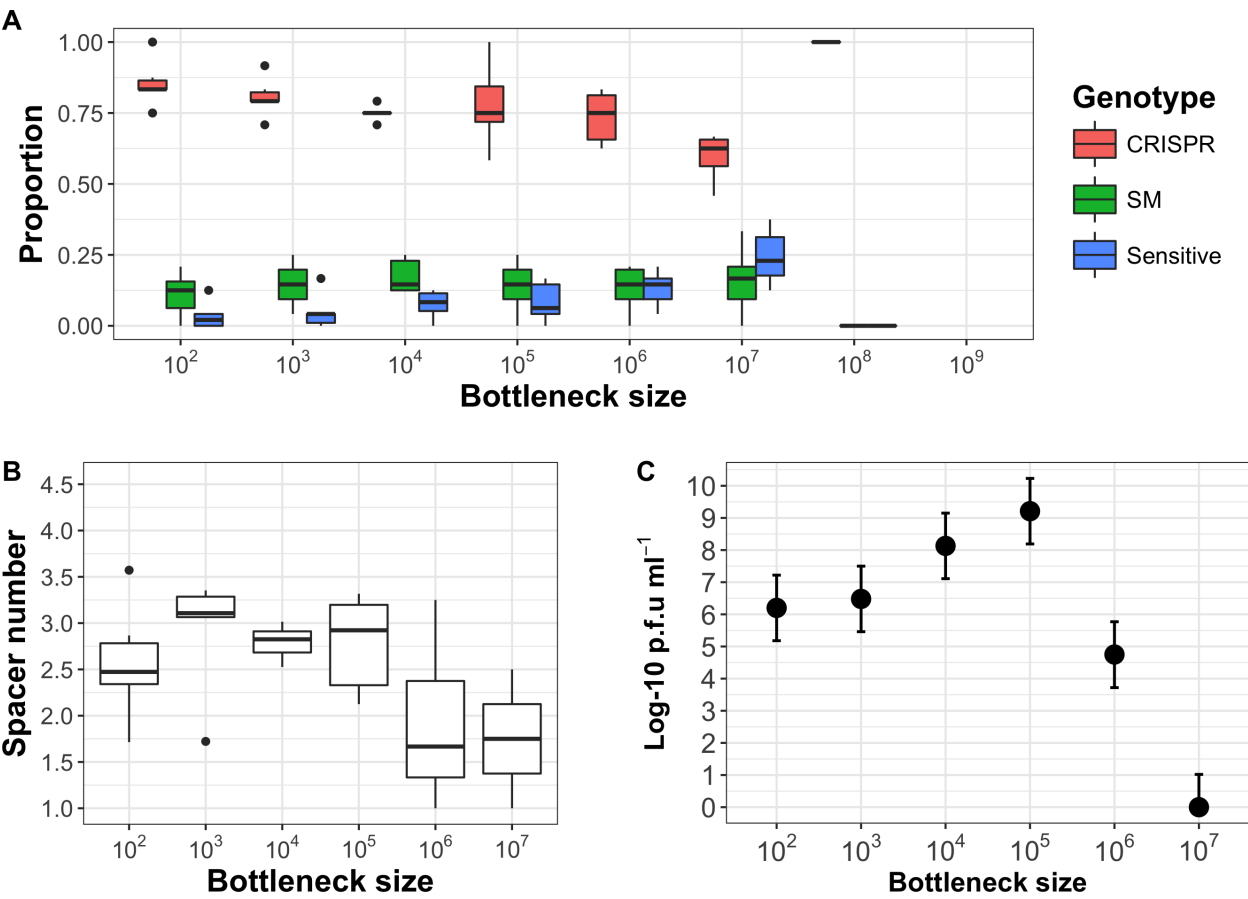 A
1.00
0.75
0.50
0.25
0.00
Proportion
10² 10³ 10⁴ 10⁵ 10⁶ 10⁷ 10⁸ 10⁹
Bottleneck size
Genotype
CRISPR
SM
Sensitive
B
4.5
4.0
3.5
3.0
2.5
2.0
1.5
1.0
Spacer number
10² 10³ 10⁴ 10⁵ 10⁶ 10⁷
Bottleneck size
C
10
9
8
7
6
5
4
3
2
1
0
Log-10 p.f.u ml⁻¹
10² 10³ 10⁴ 10⁵ 10⁶ 10⁷
Bottleneck size